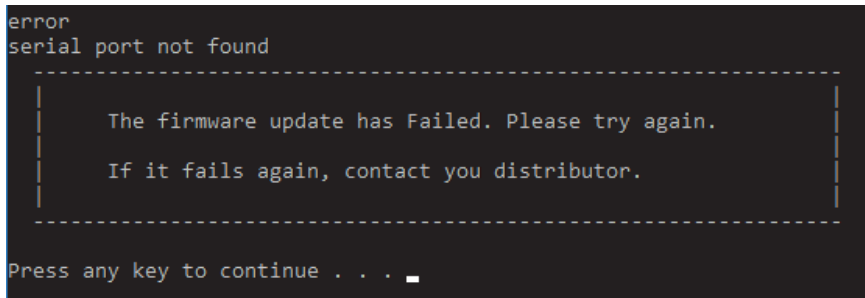 error
serial port not found
------------------------------------------------------------------
|                                                                |
|     The firmware update has Failed. Please try again.          |
|                                                                |
|     If it fails again, contact you distributor.                |
|                                                                |
------------------------------------------------------------------
Press any key to continue . . .